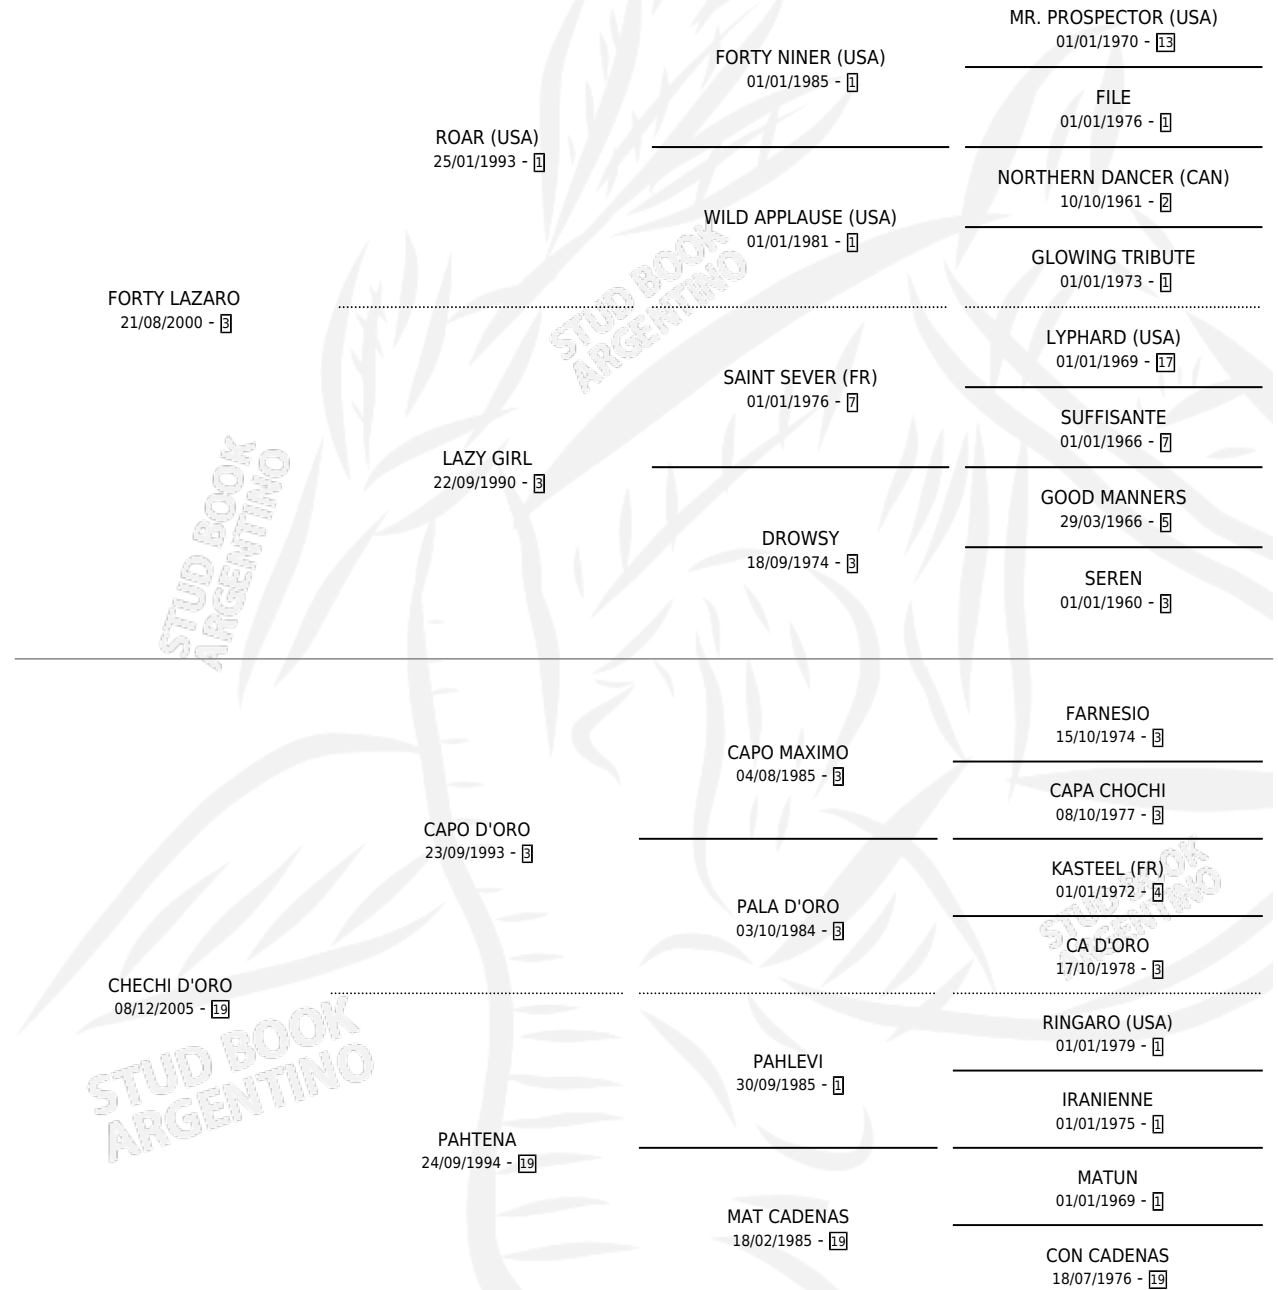 MR. PROSPECTOR (USA)
01/01/1970 - 13
FORTY NINER (USA)
01/01/1985 - 1
FILE
01/01/1976 - 1
ROAR (USA)
25/01/1993 - 1
NORTHERN DANCER (CAN)
10/10/1961 - 2
WILD APPLAUSE (USA)
01/01/1981 - 1
GLOWING TRIBUTE
01/01/1973 - 1
FORTY LAZARO
21/08/2000 - 3
LYPHARD (USA)
01/01/1969 - 17
SAINT SEVER (FR)
01/01/1976 - 7
SUFFISANTE
01/01/1966 - 7
LAZY GIRL
22/09/1990 - 3
GOOD MANNERS
29/03/1966 - 5
DROWSY
18/09/1974 - 3
SEREN
01/01/1960 - 3
FARNESIO
15/10/1974 - 3
CAPO MAXIMO
04/08/1985 - 3
CAPA CHOCHI
08/10/1977 - 3
CAPO D'ORO
23/09/1993 - 3
KASTEEL (FR)
01/01/1972 - 4
PALA D'ORO
03/10/1984 - 3
CA D'ORO
17/10/1978 - 3
CHECHI D'ORO
08/12/2005 - 19
RINGARO (USA)
01/01/1979 - 1
PAHLEVI
30/09/1985 - 1
IRANIENNE
01/01/1975 - 1
PAHTENA
24/09/1994 - 19
MATUN
01/01/1969 - 1
MAT CADENAS
18/02/1985 - 19
CON CADENAS
18/07/1976 - 19
STUD BOOK
ARGENTINO
STUD BOOK
ARGENTINO
STUD BOOK
ARGENTINO
STUD BOOK
ARGENTINO